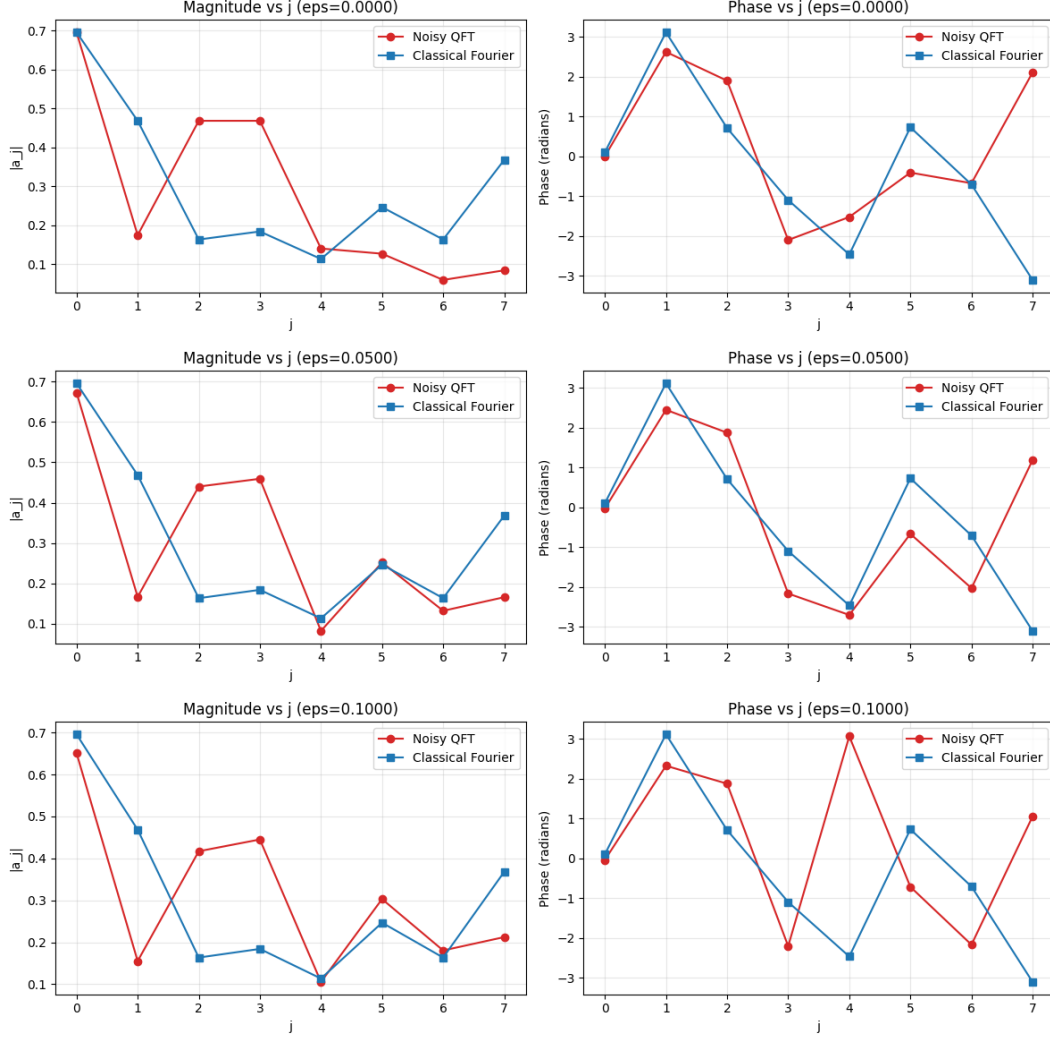 Magnitude vs j (eps=0.0000)
|a_j|
0.7
0.6
0.5
0.4
0.3
0.2
0.1
Noisy QFT
Classical Fourier
0 1 2 3 4 5 6 7
j
Phase vs j (eps=0.0000)
Phase (radians)
3
2
1
0
−1
−2
−3
Noisy QFT
Classical Fourier
0 1 2 3 4 5 6 7
j
Magnitude vs j (eps=0.0500)
|a_j|
0.7
0.6
0.5
0.4
0.3
0.2
0.1
Noisy QFT
Classical Fourier
0 1 2 3 4 5 6 7
j
Phase vs j (eps=0.0500)
Phase (radians)
3
2
1
0
−1
−2
−3
Noisy QFT
Classical Fourier
0 1 2 3 4 5 6 7
j
Magnitude vs j (eps=0.1000)
|a_j|
0.7
0.6
0.5
0.4
0.3
0.2
0.1
Noisy QFT
Classical Fourier
0 1 2 3 4 5 6 7
j
Phase vs j (eps=0.1000)
Phase (radians)
3
2
1
0
−1
−2
−3
Noisy QFT
Classical Fourier
0 1 2 3 4 5 6 7
j